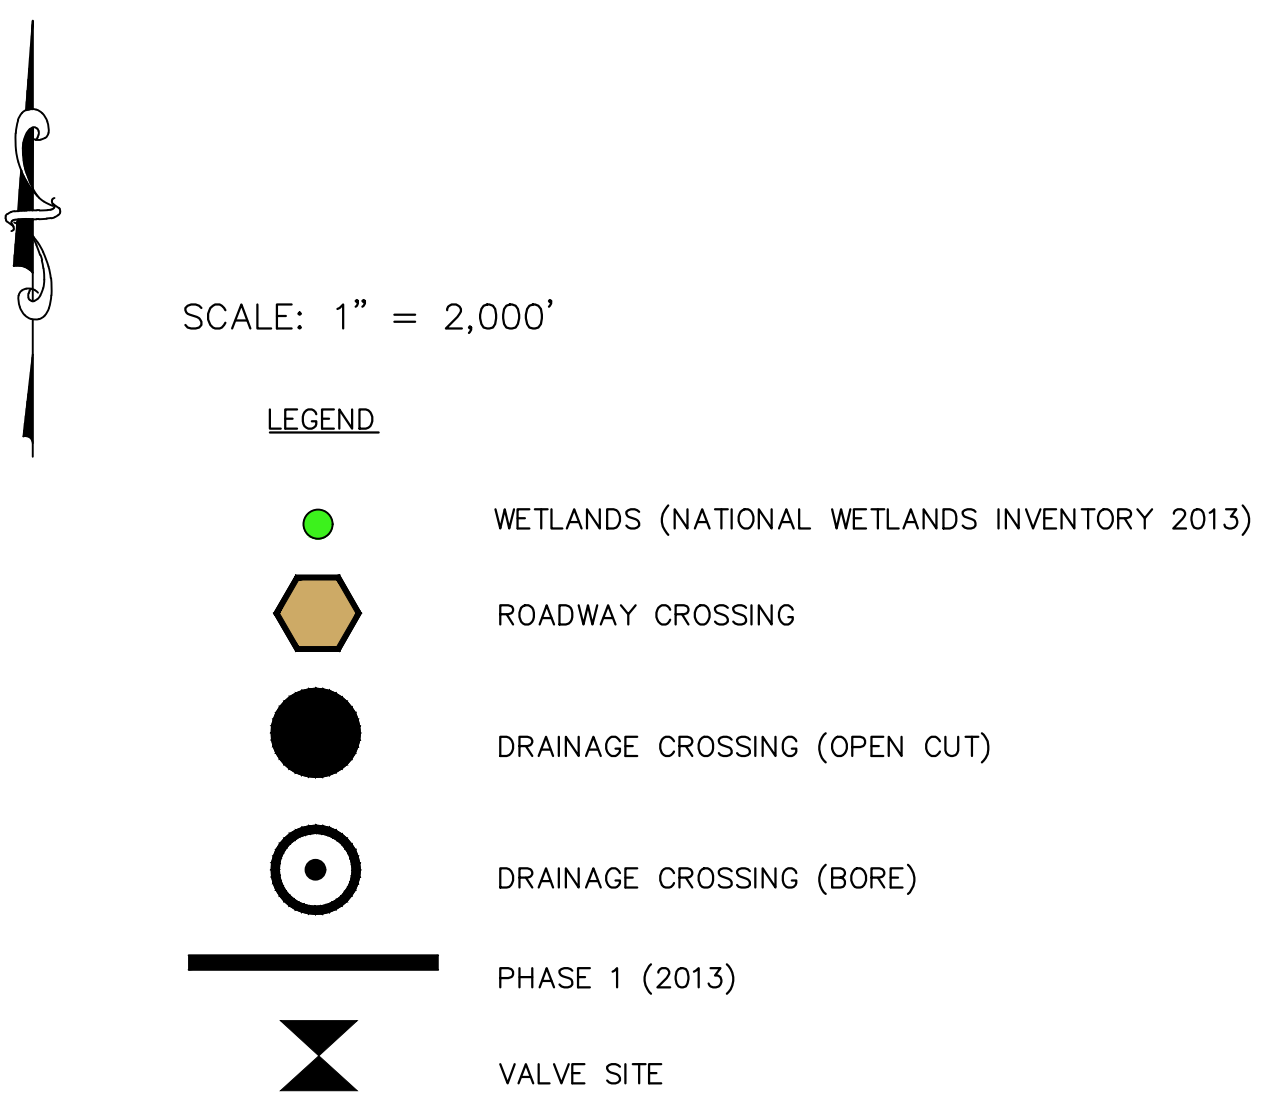 SCALE: 1" = 2,000'
LEGEND
WETLANDS (NATIONAL WETLANDS INVENTORY 2013)
ROADWAY CROSSING
DRAINAGE CROSSING (OPEN CUT)
DRAINAGE CROSSING (BORE)
PHASE 1 (2013)
VALVE SITE